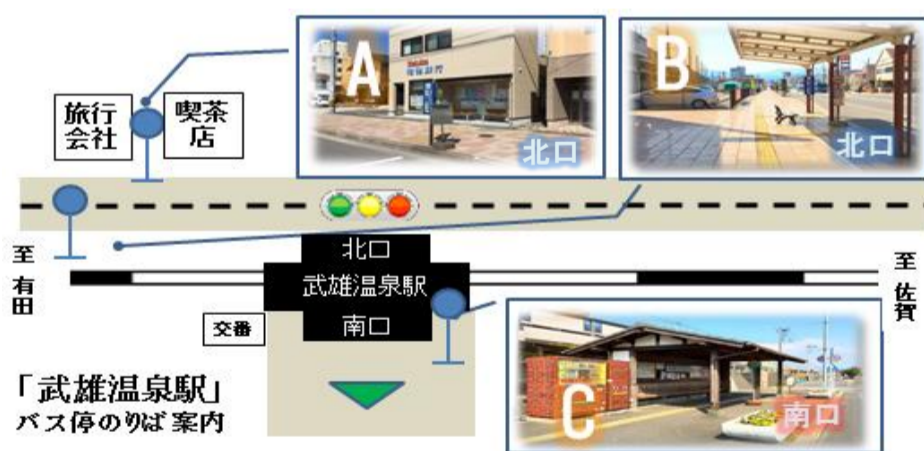 A
北口
B
北口
旅行
会社
喫茶
店
至
有田
至
佐賀
北口
武雄温泉駅
南口
交番
「武雄温泉駅」
バス停のりば案内
C
南口